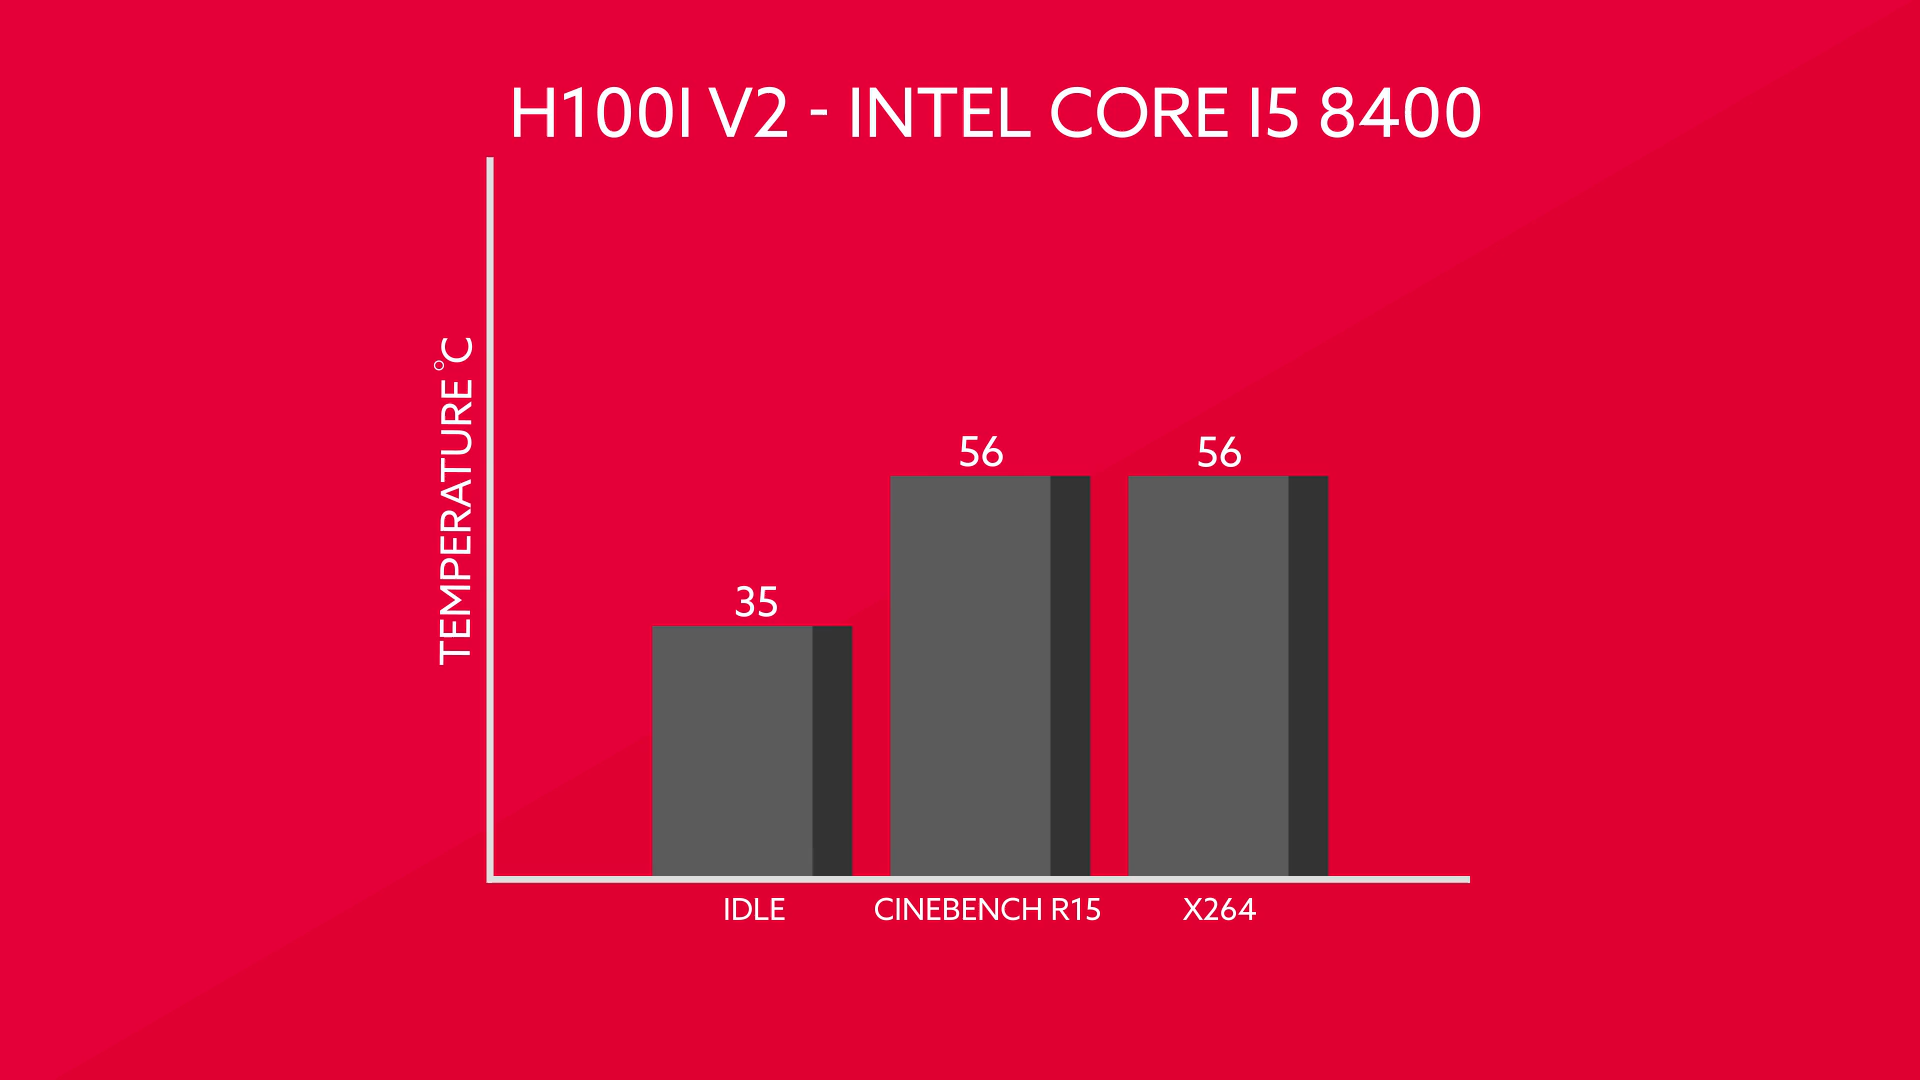 H100I V2 - INTEL CORE I5 8400
TEMPERATURE °C
35
56
56
IDLE
CINEBENCH R15
X264